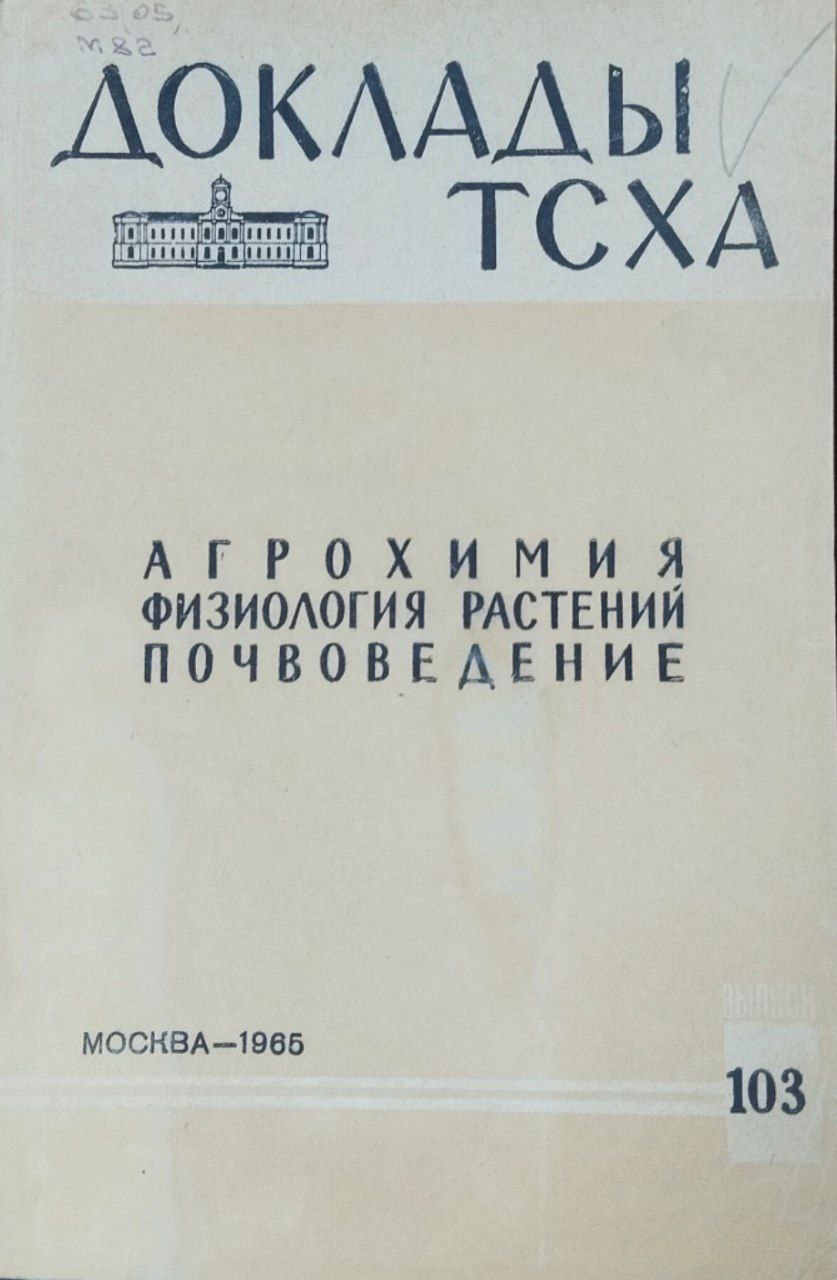 63,05,
М82
ДОКЛАДЫ
ТСХА
АГРОХИМИЯ
ФИЗИОЛОГИЯ РАСТЕНИЙ
ПОЧВОВЕДЕНИЕ
ВЫПУСК
МОСКВА—1965
103